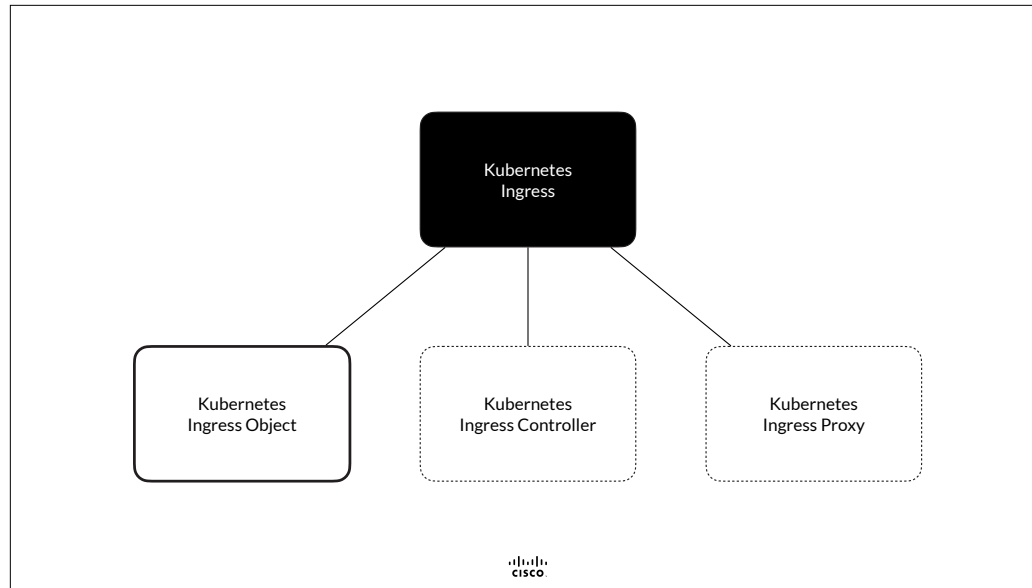 Kubernetes
Ingress
Kubernetes
Ingress Object
Kubernetes
Ingress Controller
Kubernetes
Ingress Proxy
CISCO